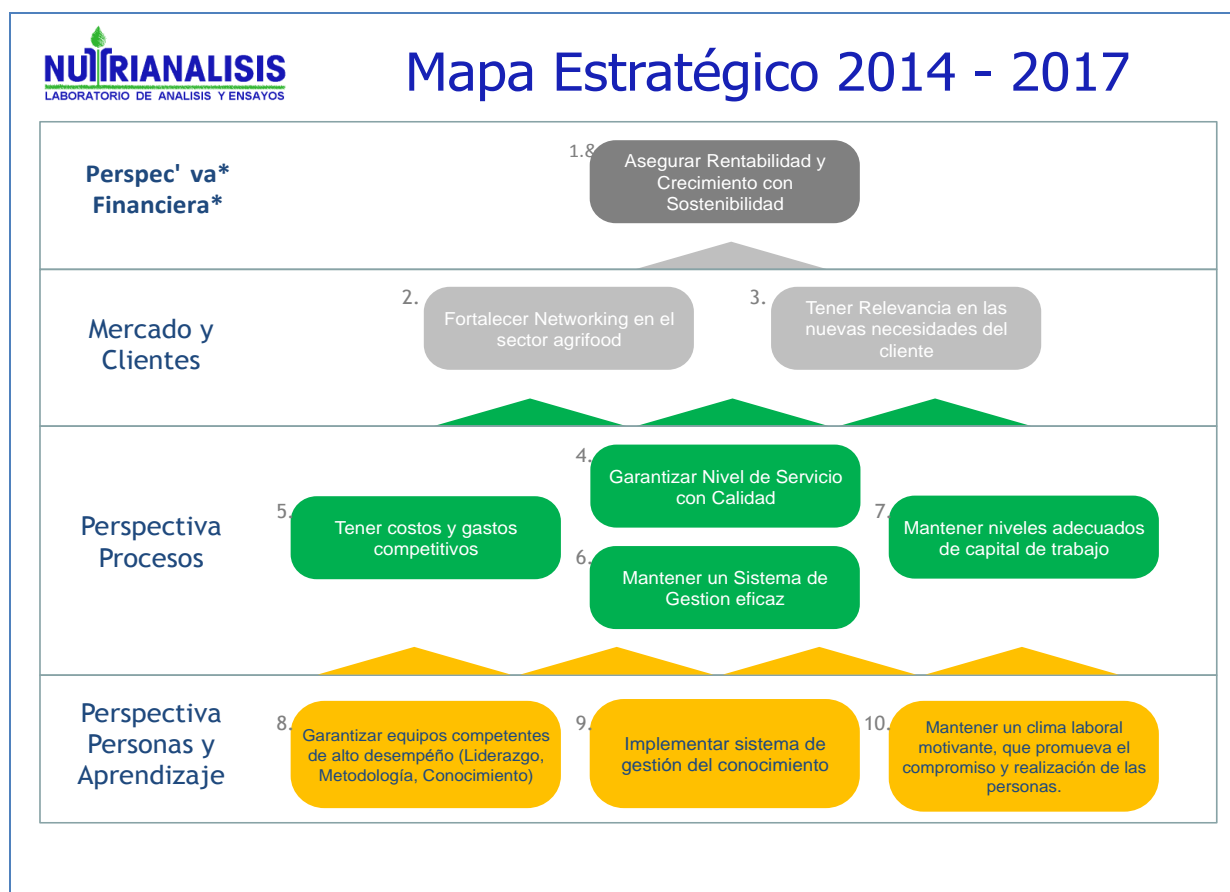 NUTRIANALISIS
LABORATORIO DE ANALISIS Y ENSAYOS
Mapa Estratégico 2014 - 2017
Perspec' va*
Financiera*
1.&
Asegurar Rentabilidad y
Crecimiento con
Sostenibilidad
Mercado y
Clientes
2.
Fortalecer Networking en el
sector agrifood
3.
Tener Relevancia en las
nuevas necesidades del
cliente
Perspectiva
Procesos
4.
Garantizar Nivel de Servicio
con Calidad
5.
Tener costos y gastos
competitivos
6.
Mantener un Sistema de
Gestion eficaz
7.
Mantener niveles adecuados
de capital de trabajo
Perspectiva
Personas y
Aprendizaje
8.
Garantizar equipos competentes
de alto desempéño (Liderazgo,
Metodología, Conocimiento)
9.
Implementar sistema de
gestión del conocimiento
10.
Mantener un clima laboral
motivante, que promueva el
compromiso y realización de las
personas.